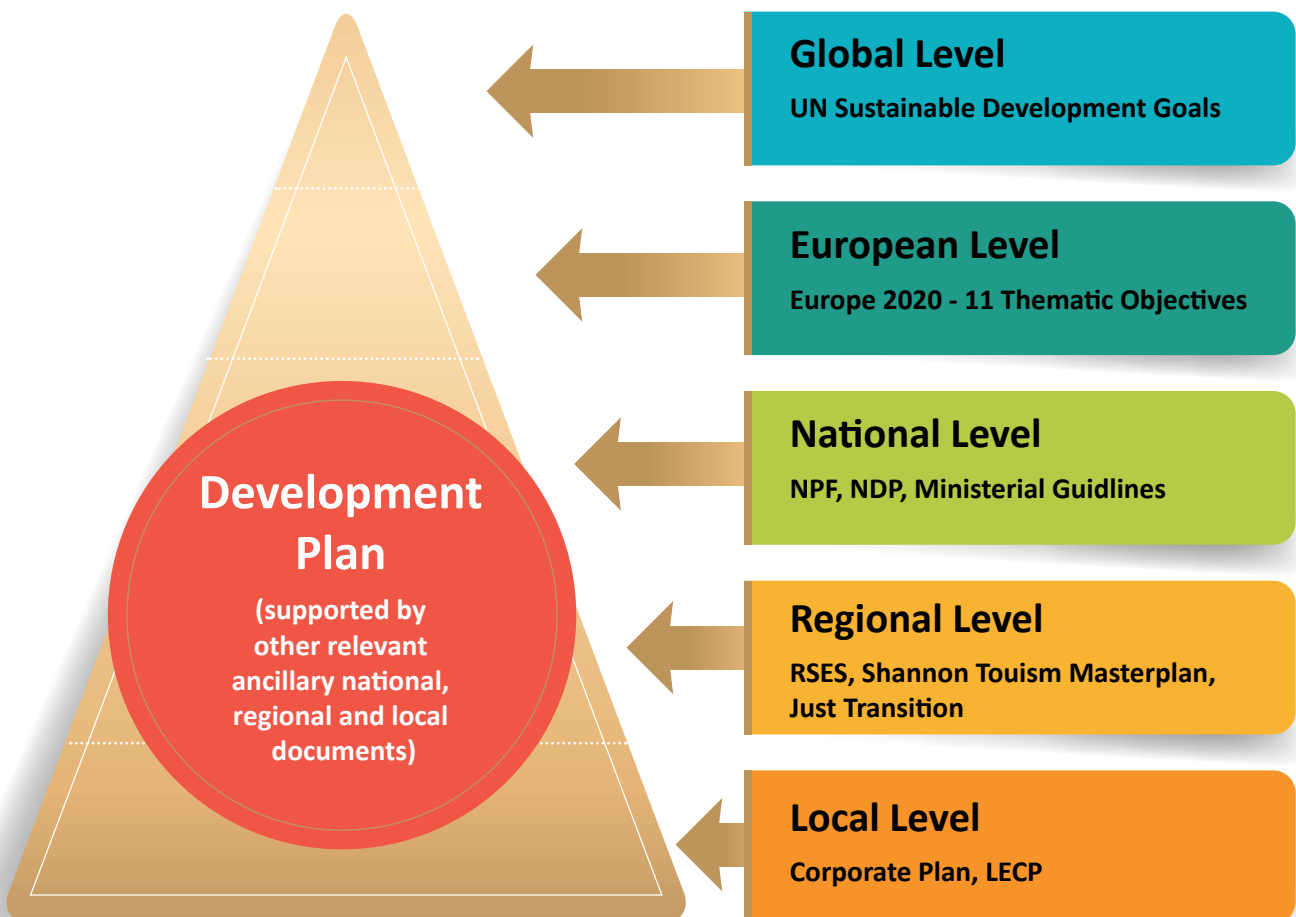 Global Level
UN Sustainable Development Goals
European Level
Europe 2020 - 11 Thematic Objectives
National Level
NPF, NDP, Ministerial Guidlines
Regional Level
RSES, Shannon Touism Masterplan,
Just Transition
Local Level
Corporate Plan, LECP
Development
Plan
(supported by
other relevant
ancillary national,
regional and local
documents)